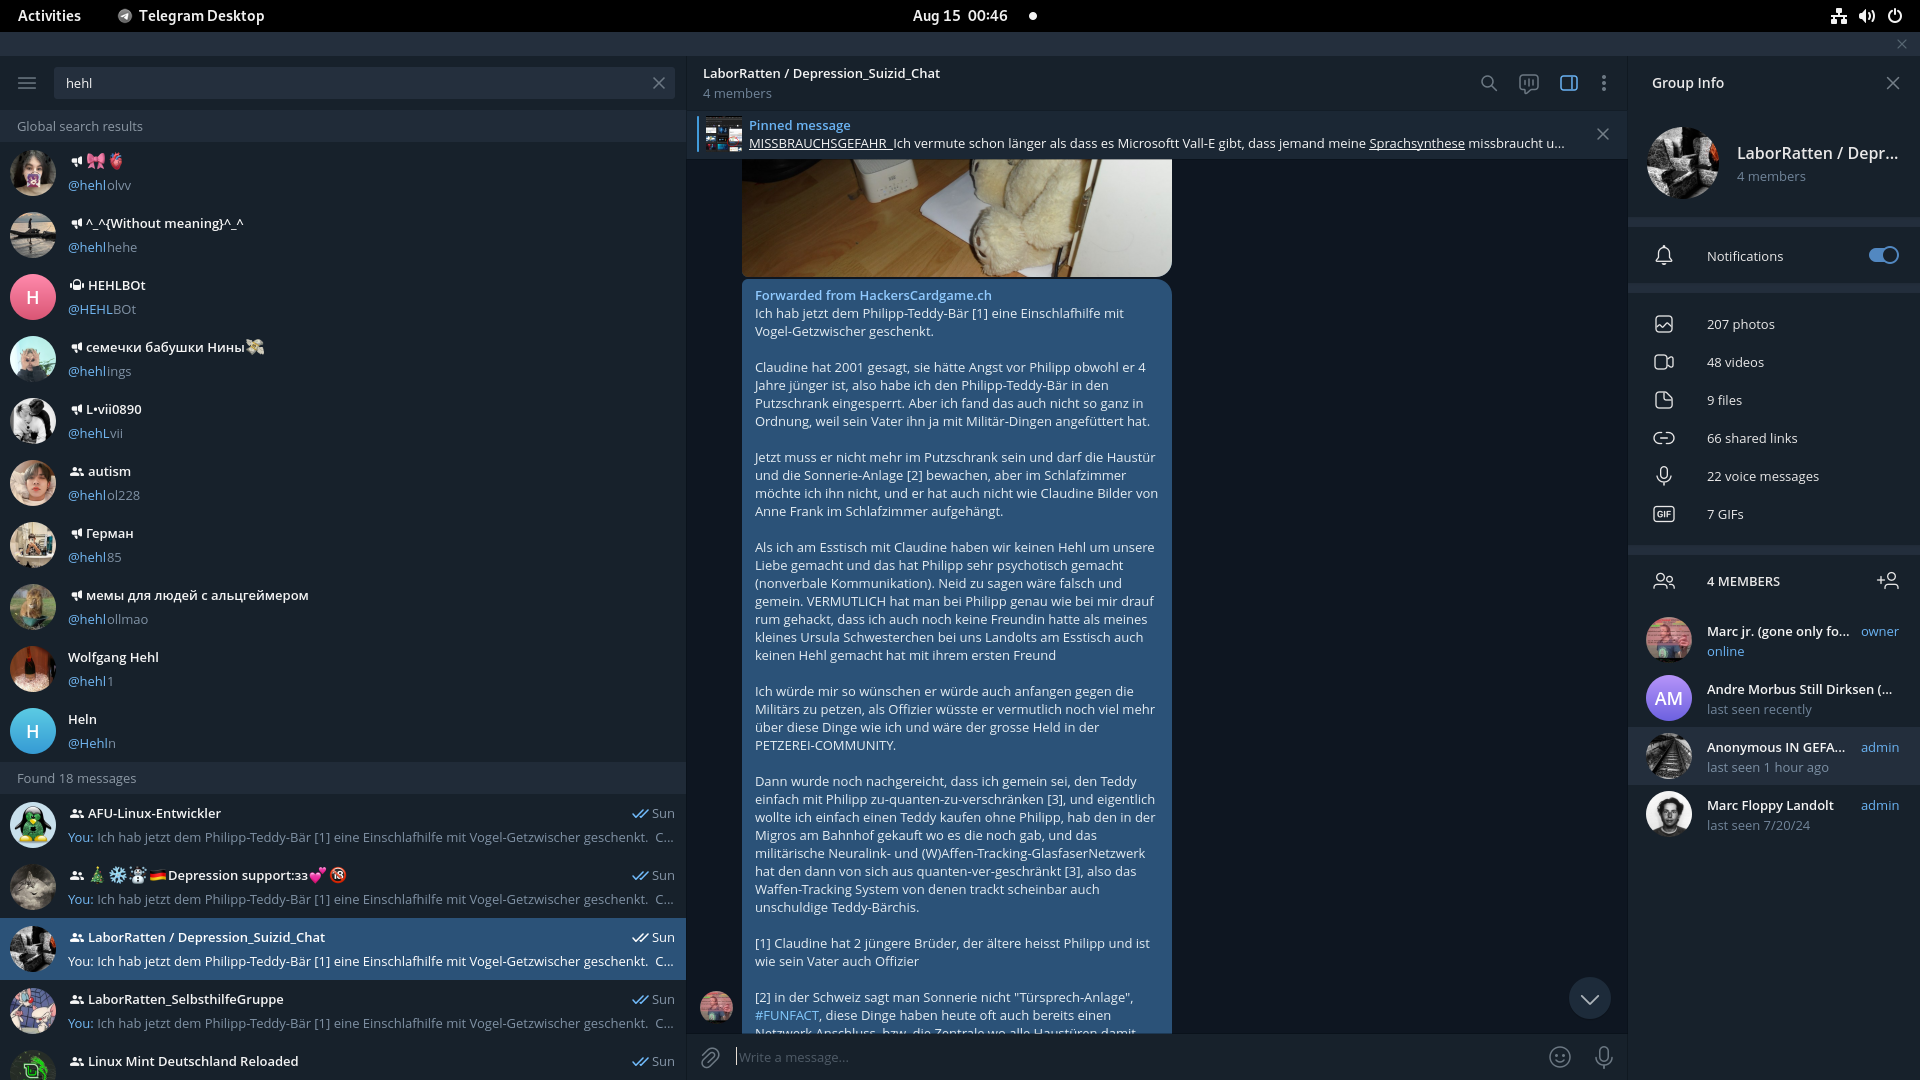 Activities
Telegram Desktop
Aug 15 00:46
hehl
Global search results
@hehlolvv
^_^{Without meaning}^_^
@hehlhehe
H
HEHLBOt
@HEHLBOt
семечки бабушки Нины
@hehlings
L•vii0890
@hehLvii
autism
@hehlol228
Герман
@hehl85
мемы для людей с альцгеймером
@hehlollmao
Wolfgang Hehl
@hehl1
H
Heln
@Hehln
Found 18 messages
AFU-Linux-Entwickler
Sun
You: Ich hab jetzt dem Philipp-Teddy-Bär [1] eine Einschlafhilfe mit Vogel-Getzwischer geschenkt. C...
Depression support:зз
Sun
You: Ich hab jetzt dem Philipp-Teddy-Bär [1] eine Einschlafhilfe mit Vogel-Getzwischer geschenkt. C...
LaborRatten / Depression_Suizid_Chat
Sun
You: Ich hab jetzt dem Philipp-Teddy-Bär [1] eine Einschlafhilfe mit Vogel-Getzwischer geschenkt. C...
LaborRatten_SelbsthilfeGruppe
Sun
You: Ich hab jetzt dem Philipp-Teddy-Bär [1] eine Einschlafhilfe mit Vogel-Getzwischer geschenkt. C...
Linux Mint Deutschland Reloaded
Sun
LaborRatten / Depression_Suizid_Chat
4 members
Pinned message
MISSBRAUCHSGEFAHR Ich vermute schon länger als dass es Microsoftt Vall-E gibt, dass jemand meine Sprachsynthese missbraucht u...
Forwarded from HackersCardgame.ch
Ich hab jetzt dem Philipp-Teddy-Bär [1] eine Einschlafhilfe mit
Vogel-Getzwischer geschenkt.
Claudine hat 2001 gesagt, sie hätte Angst vor Philipp obwohl er 4
Jahre jünger ist, also habe ich den Philipp-Teddy-Bär in den
Putzschrank eingesperrt. Aber ich fand das auch nicht so ganz in
Ordnung, weil sein Vater ihn ja mit Militär-Dingen angefüttert hat.
Jetzt muss er nicht mehr im Putzschrank sein und darf die Haustür
und die Sonnerie-Anlage [2] bewachen, aber im Schlafzimmer
möchte ich ihn nicht, und er hat auch nicht wie Claudine Bilder von
Anne Frank im Schlafzimmer aufgehängt.
Als ich am Esstisch mit Claudine haben wir keinen Hehl um unsere
Liebe gemacht und das hat Philipp sehr psychotisch gemacht
(nonverbale Kommunikation). Neid zu sagen wäre falsch und
gemein. VERMUTLICH hat man bei Philipp genau wie bei mir drauf
rum gehackt, dass ich auch noch keine Freundin hatte als meines
kleines Ursula Schwesterchen bei uns Landolts am Esstisch auch
keinen Hehl gemacht hat mit ihrem ersten Freund
Ich würde mir so wünschen er würde auch anfangen gegen die
Militärs zu petzen, als Offizier wüsste er vermutlich noch viel mehr
über diese Dinge wie ich und wäre der grosse Held in der
PETZEREI-COMMUNITY.
Dann wurde noch nachgereicht, dass ich gemein sei, den Teddy
einfach mit Philipp zu-quanten-zu-verschränken [3], und eigentlich
wollte ich einfach einen Teddy kaufen ohne Philipp, hab den in der
Migros am Bahnhof gekauft wo es die noch gab, und das
militärische Neuralink- und (W)Affen-Tracking-GlasfaserNetzwerk
hat den dann von sich aus quanten-ver-geschränkt [3], also das
Waffen-Tracking System von denen trackt scheinbar auch
unschuldige Teddy-Bärchis.
[1] Claudine hat 2 jüngere Brüder, der ältere heisst Philipp und ist
wie sein Vater auch Offizier
[2] in der Schweiz sagt man Sonnerie nicht "Türsprech-Anlage",
#FUNFACT, diese Dinge haben heute oft auch bereits einen
Netzwerk Anschluss, bzw. die Zentrale wo alle Haustüren damit
Write a message...
Group Info
LaborRatten / Depr...
4 members
Notifications
207 photos
48 videos
9 files
66 shared links
22 voice messages
GIF
7 GIFs
4 MEMBERS
Marc jr. (gone only fo...
owner
online
AM
Andre Morbus Still Dirksen (...
last seen recently
Anonymous IN GEFA...
admin
last seen 1 hour ago
Marc Floppy Landolt
admin
last seen 7/20/24